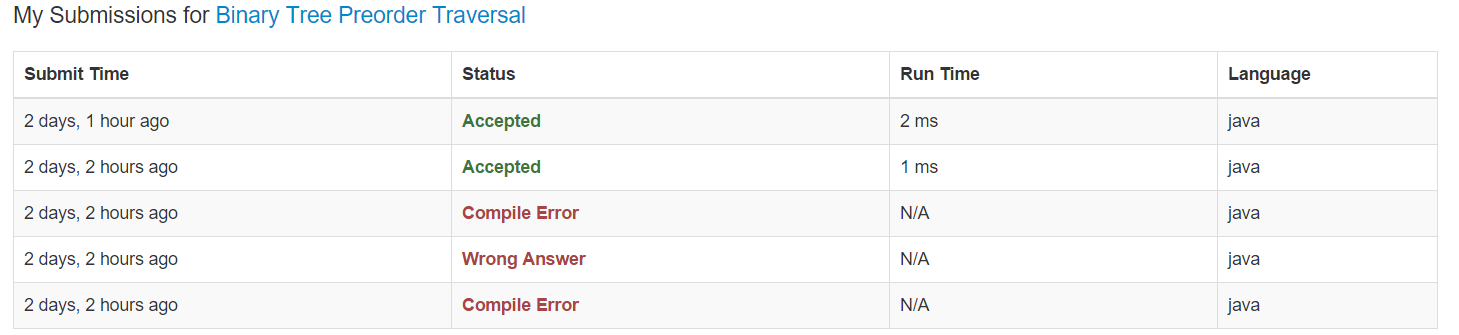 My Submissions for Binary Tree Preorder Traversal
Submit Time Status Run Time Language
2 days, 1 hour ago Accepted 2 ms java
2 days, 2 hours ago Accepted 1 ms java
2 days, 2 hours ago Compile Error N/A java
2 days, 2 hours ago Wrong Answer N/A java
2 days, 2 hours ago Compile Error N/A java